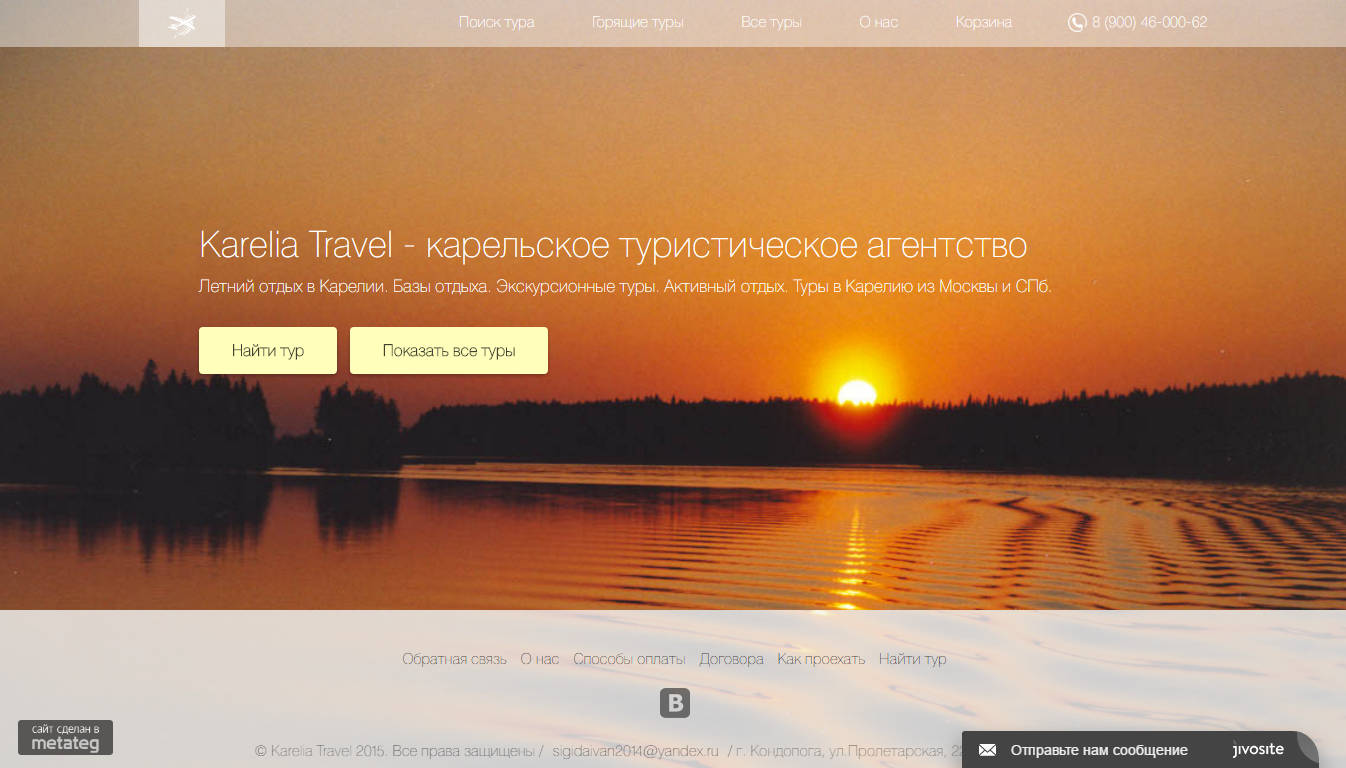 Поиск тура Горящие туры Все туры О нас Корзина 8 (900) 46-000-62
Karelia Travel - карельское туристическое агентство
Летний отдых в Карелии. Базы отдыха. Экскурсионные туры. Активный отдых. Туры в Карелию из Москвы и СПб.
Найти тур Показать все туры
Обратная связь О нас Способы оплаты Договора Как проехать Найти тур
B
сайт сделан в
metateg
© Karelia Travel 2015. Все права защищены / sigidaivan2014@yandex.ru / г. Кондопога, ул.Пролетарская,
Отправьте нам сообщение jivosite